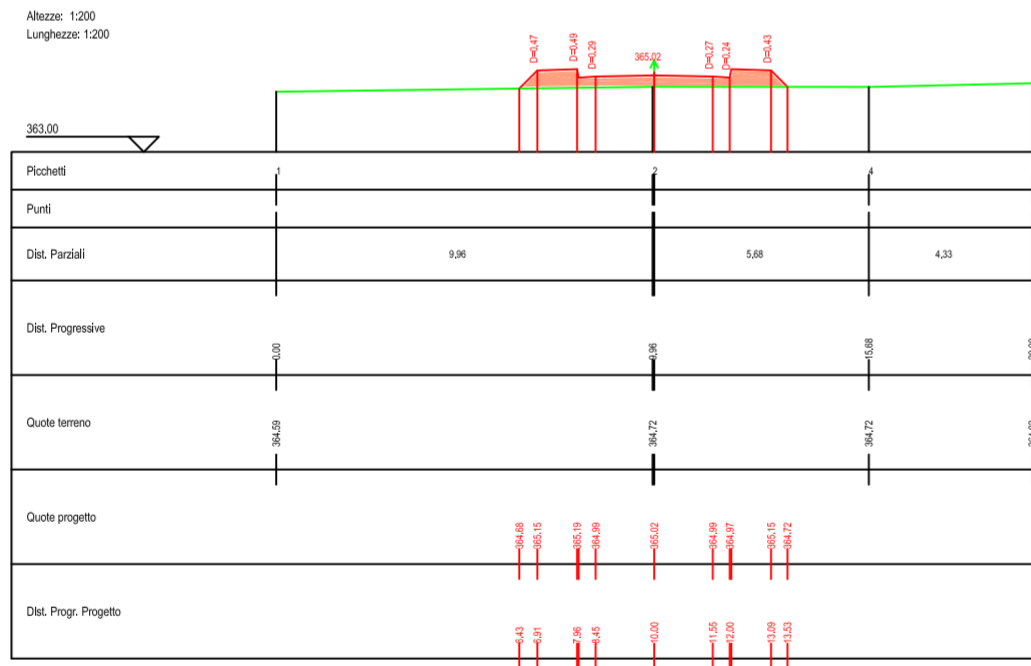 Altezze: 1:200
Lunghezze: 1:200
D=0.47
D=0.49
D=0.29
365.02
D=0.27
D=0.24
D=0.43
363.00
Picchetti
1
2
4
Punti
Dist. Parziali
9,96
5,68
4,33
Dist. Progressive
0,00
9,96
15,68
Quote terreno
364.59
364,72
364,72
Quote progetto
364.68
365.15
365.19
364.99
365.02
364.99
364.97
365.15
364.72
Dist. Progr. Progetto
6.43
6.91
7.96
8.45
10.00
11.55
12.00
13.09
13.53